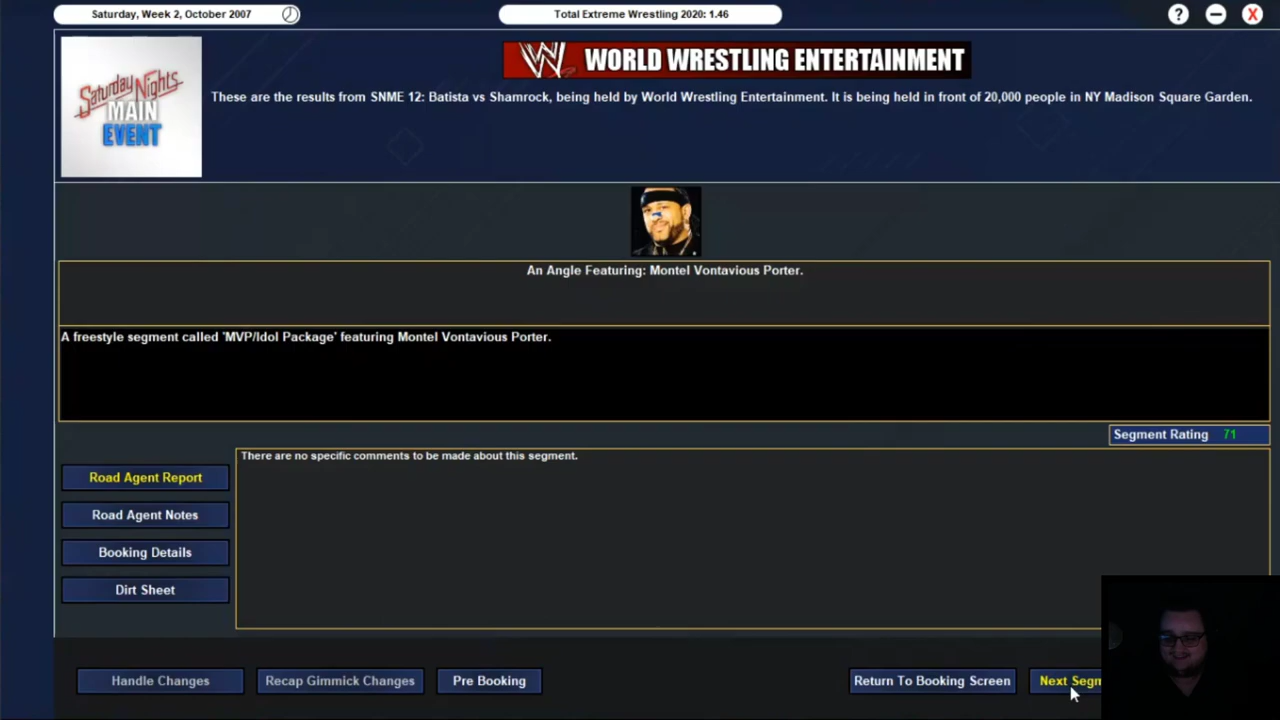 Saturday, Week 2, October 2007
Total Extreme Wrestling 2020: 1.46
?
X
Saturday Night's
MAIN
EVENT
W WORLD WRESTLING ENTERTAINMENT
These are the results from SNME 12: Batista vs Shamrock, being held by World Wrestling Entertainment. It is being held in front of 20,000 people in NY Madison Square Garden.
An Angle Featuring: Montel Vontavious Porter.
A freestyle segment called 'MVP/Idol Package' featuring Montel Vontavious Porter.
Segment Rating 71
There are no specific comments to be made about this segment.
Road Agent Report
Road Agent Notes
Booking Details
Dirt Sheet
Handle Changes
Recap Gimmick Changes
Pre Booking
Return To Booking Screen
Next Segm